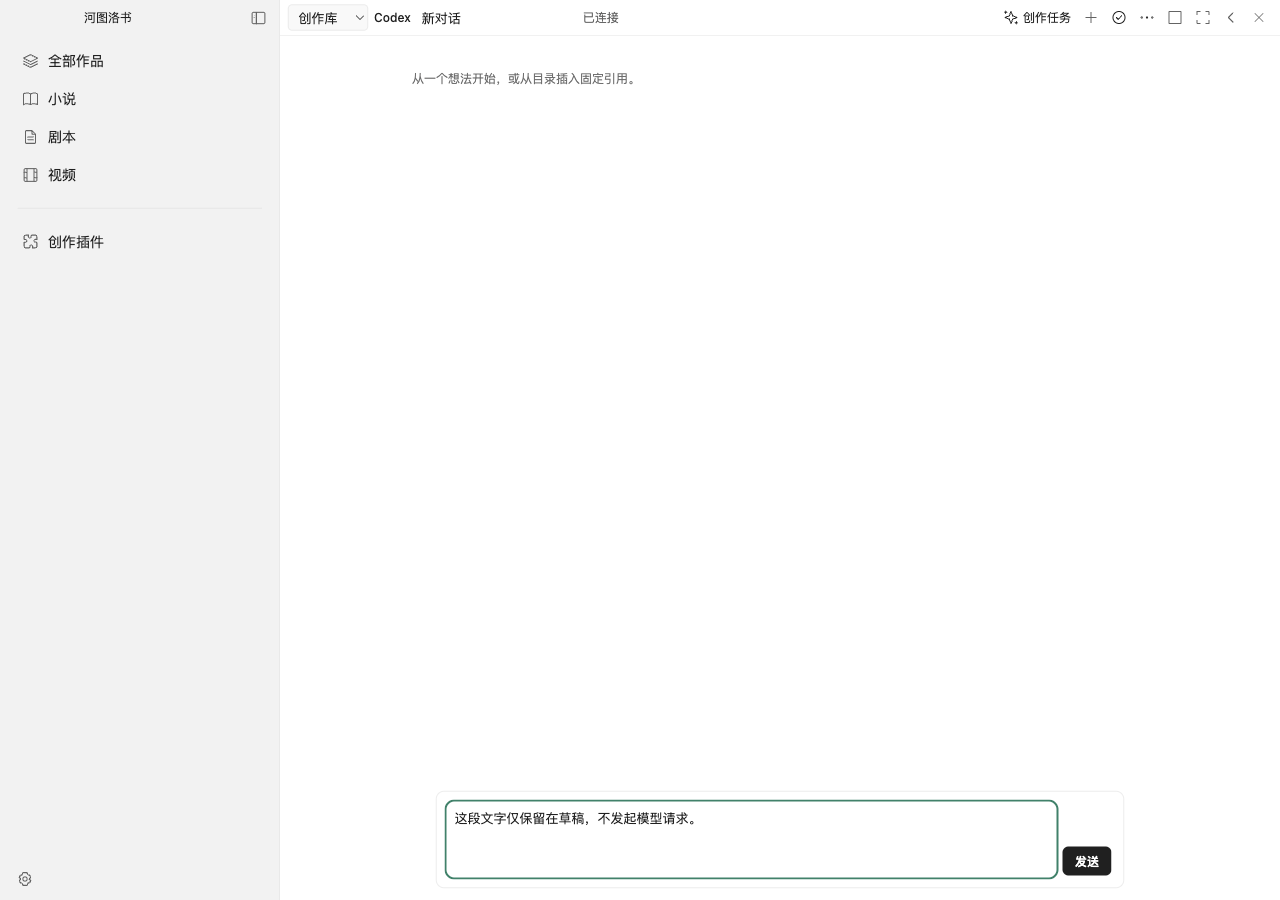 河图洛书
全部作品
小说
剧本
视频
创作插件
创作库 Codex 新对话 已连接 创作任务
从一个想法开始，或从目录插入固定引用。
这段文字仅保留在草稿，不发起模型请求。
发送